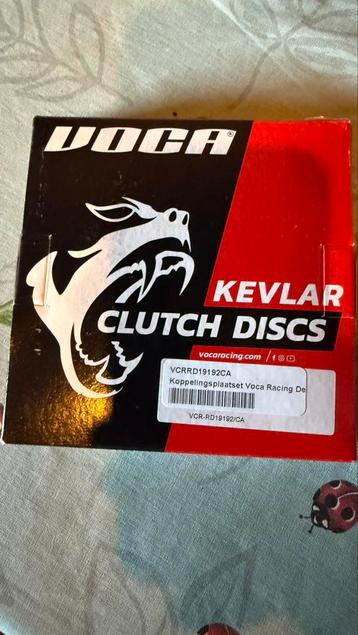 VOCA®
KEVLAR
CLUTCH DISCS
vocaracing.com /
VCRRD19192CA
Koppelingsplaatset Voca Racing De
VCR-RD19192/CA